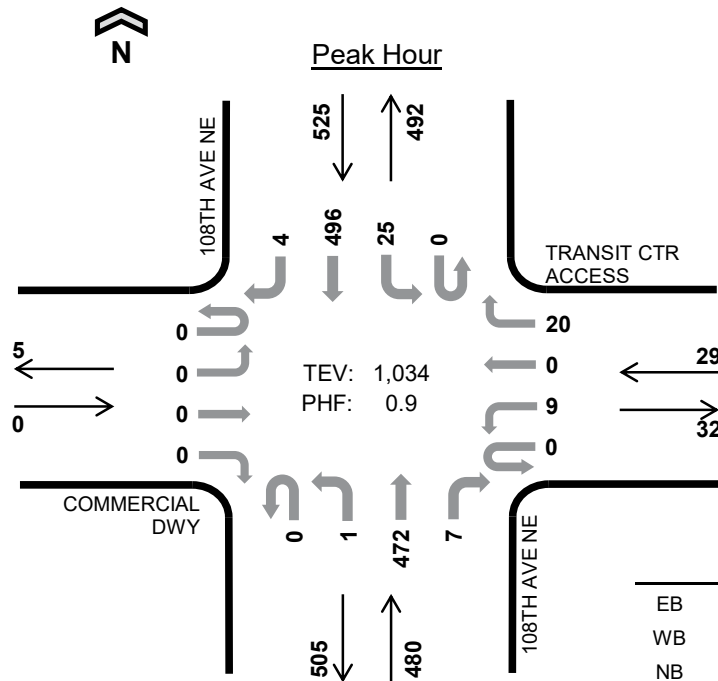 N
Peak Hour
525
492
108TH AVE NE
4
496
25
0
TRANSIT CTR
ACCESS
0
20
5
0
0
29
TEV: 1,034
PHF: 0.9
0
0
9
32
0
0
COMMERCIAL
DWY
0
1
472
7
108TH AVE NE
505
480
EB
WB
NB